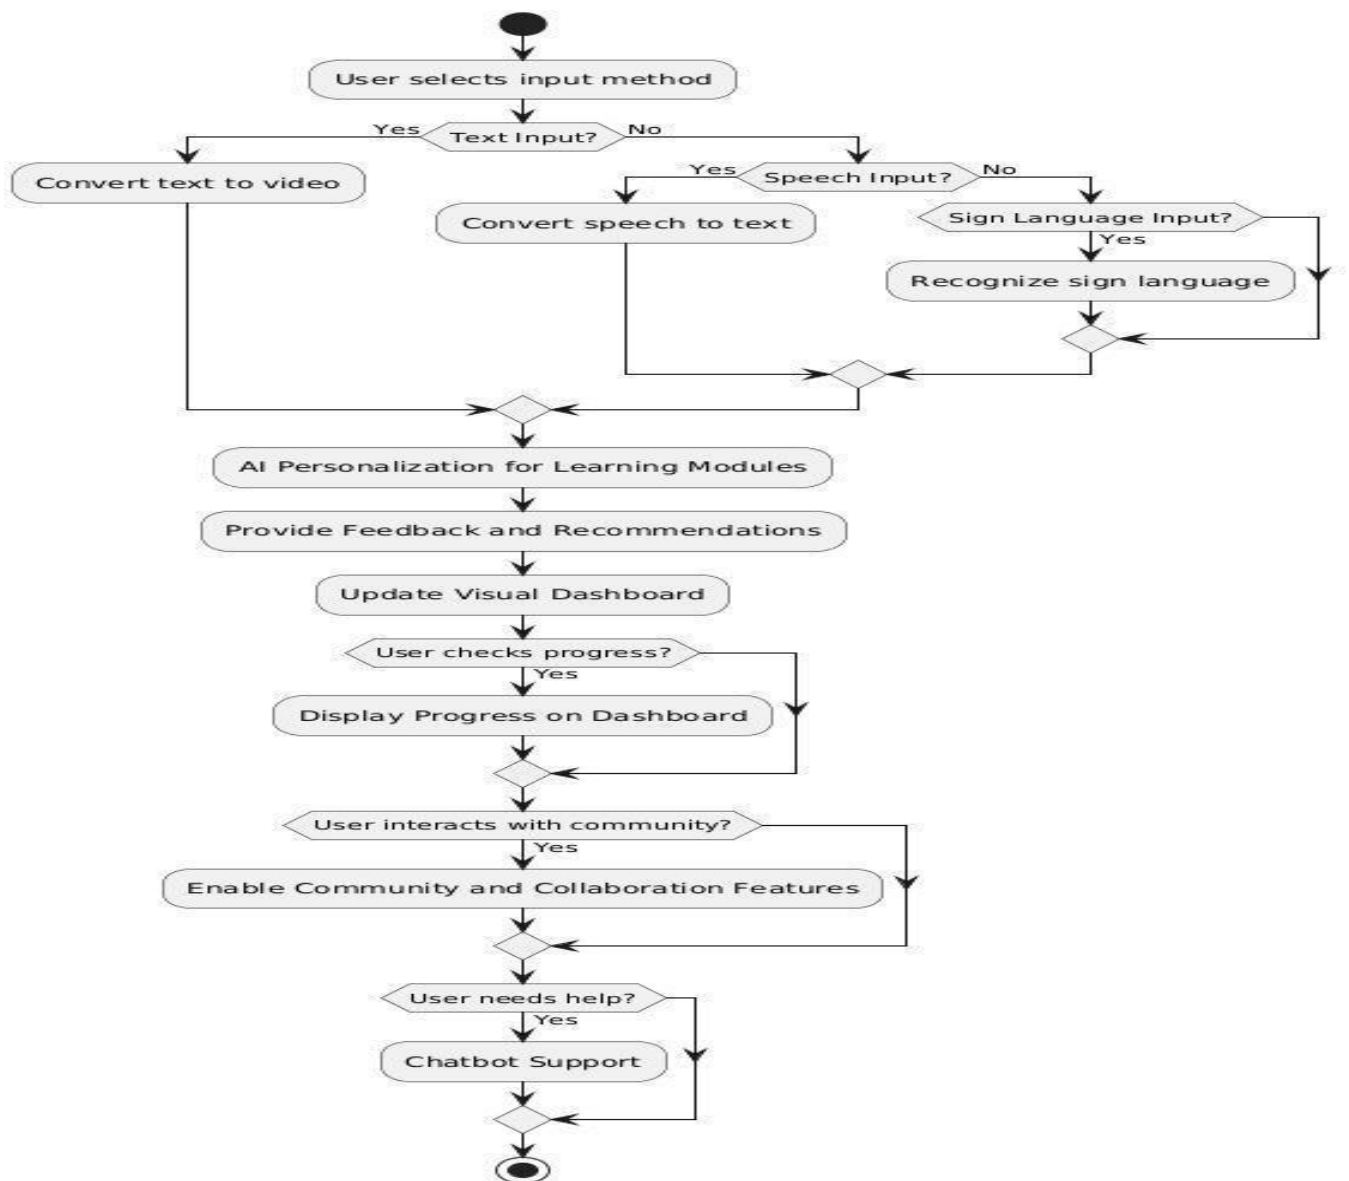 User selects input method
Yes
Text Input?
No
Convert text to video
Yes
Speech Input?
No
Convert speech to text
Sign Language Input?
Yes
Recognize sign language
AI Personalization for Learning Modules
Provide Feedback and Recommendations
Update Visual Dashboard
User checks progress?
Yes
Display Progress on Dashboard
User interacts with community?
Yes
Enable Community and Collaboration Features
User needs help?
Yes
Chatbot Support